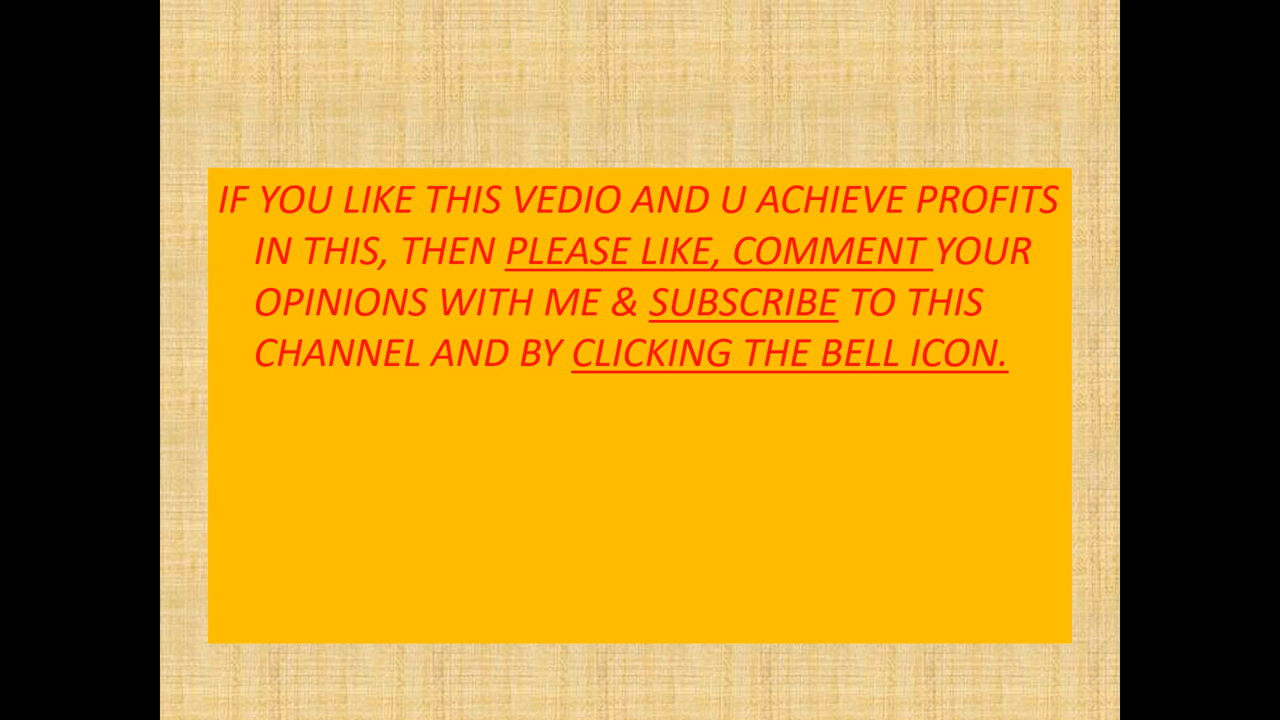 IF YOU LIKE THIS VEDIO AND U ACHIEVE PROFITS
IN THIS, THEN PLEASE LIKE, COMMENT YOUR
OPINIONS WITH ME & SUBSCRIBE TO THIS
CHANNEL AND BY CLICKING THE BELL ICON.